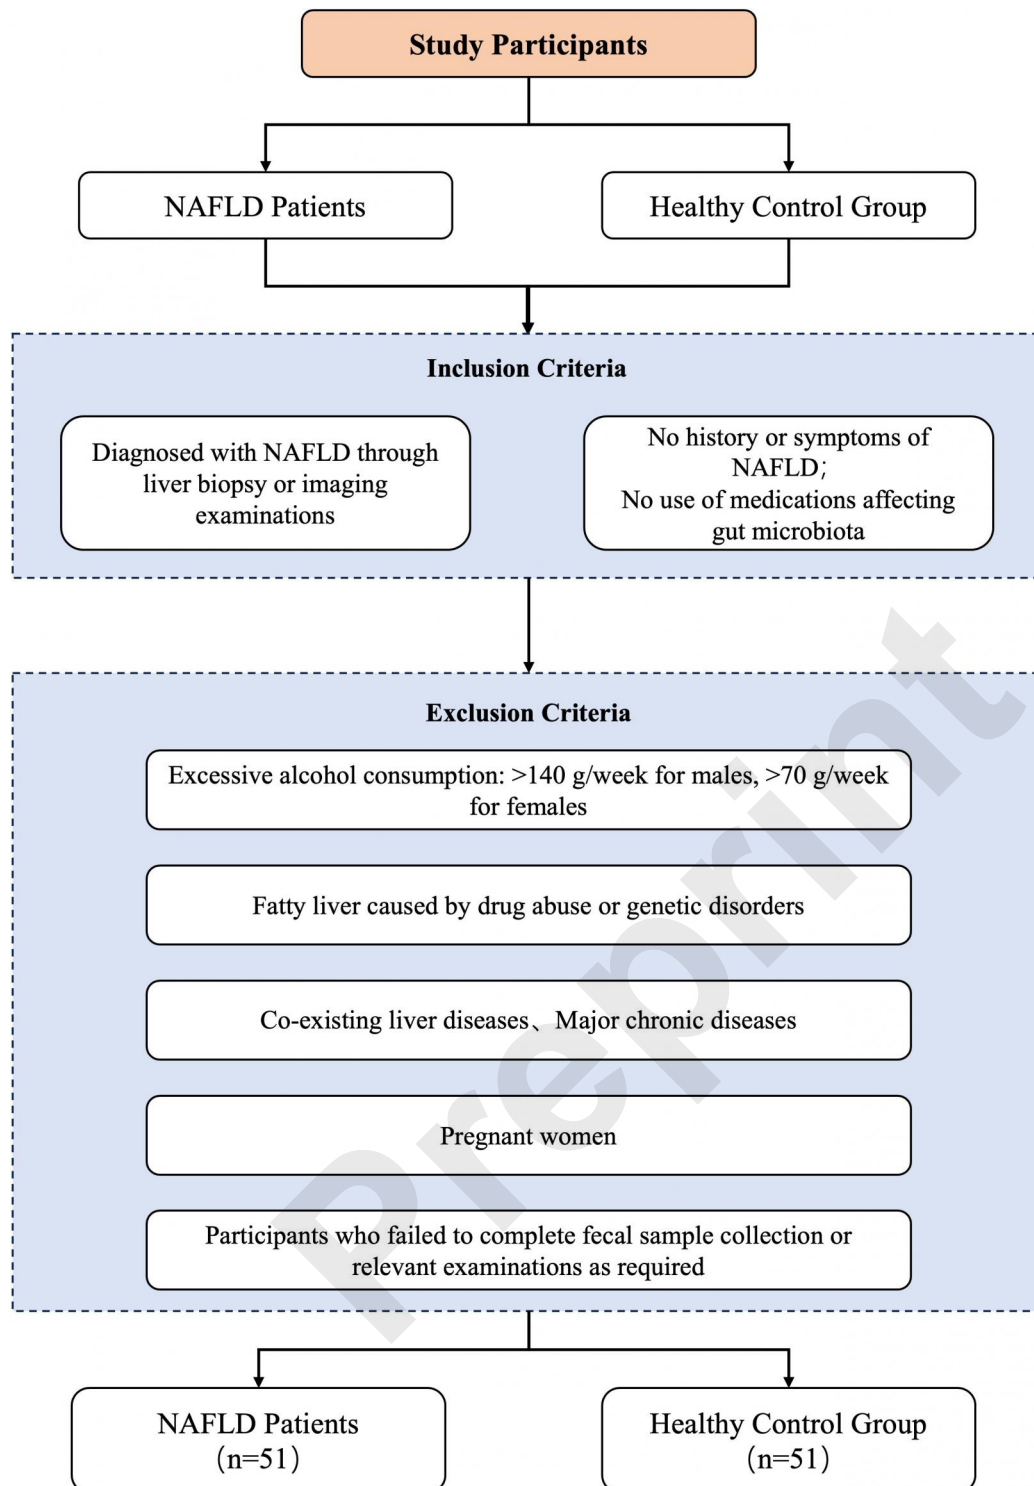 Study Participants
NAFLD Patients
Healthy Control Group
Inclusion Criteria
Diagnosed with NAFLD through
liver biopsy or imaging
examinations
No history or symptoms of
NAFLD；
No use of medications affecting
gut microbiota
Exclusion Criteria
Excessive alcohol consumption: >140 g/week for males, >70 g/week
for females
Fatty liver caused by drug abuse or genetic disorders
Co-existing liver diseases、Major chronic diseases
Pregnant women
Participants who failed to complete fecal sample collection or
relevant examinations as required
NAFLD Patients
（n=51）
Healthy Control Group
（n=51）
Preprint